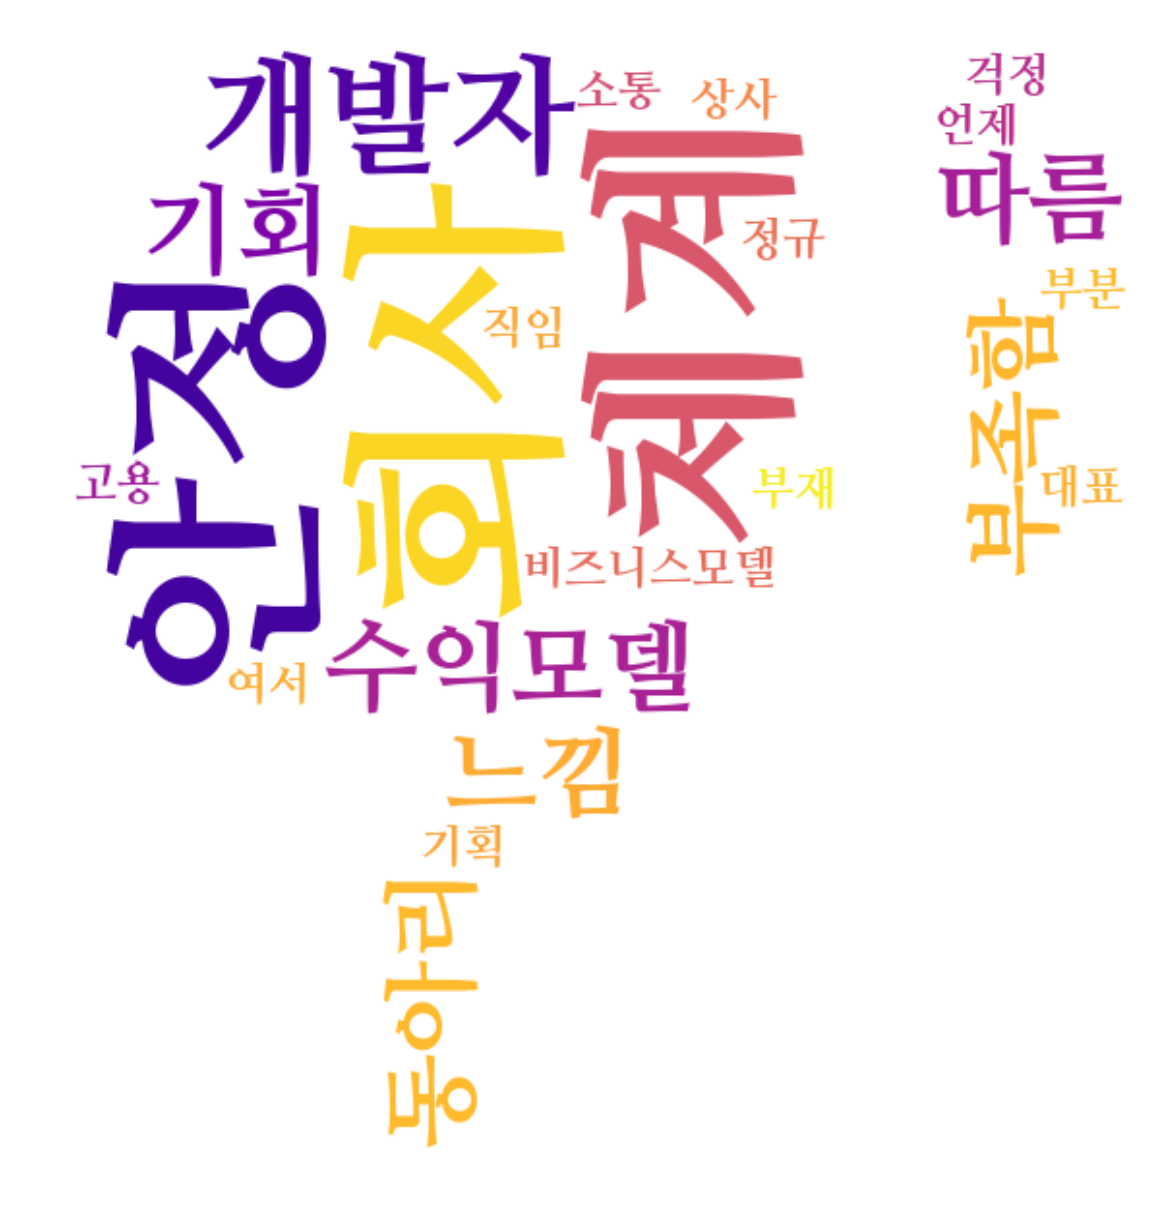 개발자
소통
상사
걱정
언제
따름
기회
회사
체계
정규
부분
안정
직임
부족함
고용
부재
대표
비즈니스모델
수익모델
여서
느낌
기획
동아리